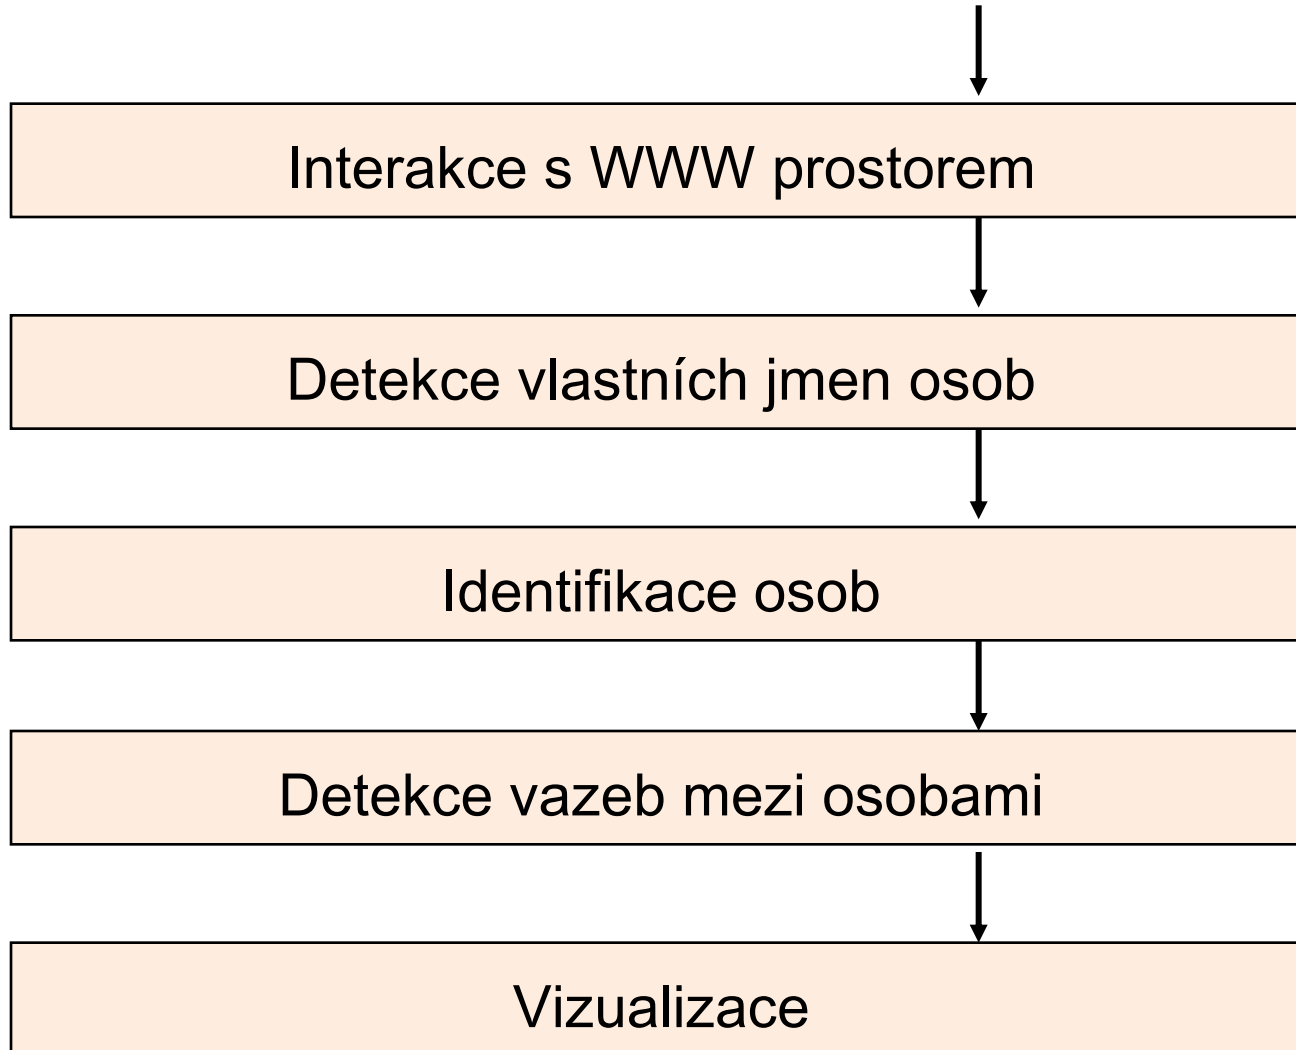 Interakce s WWW prostorem
Detekce vlastních jmen osob
Identifikace osob
Detekce vazeb mezi osobami
Vizualizace